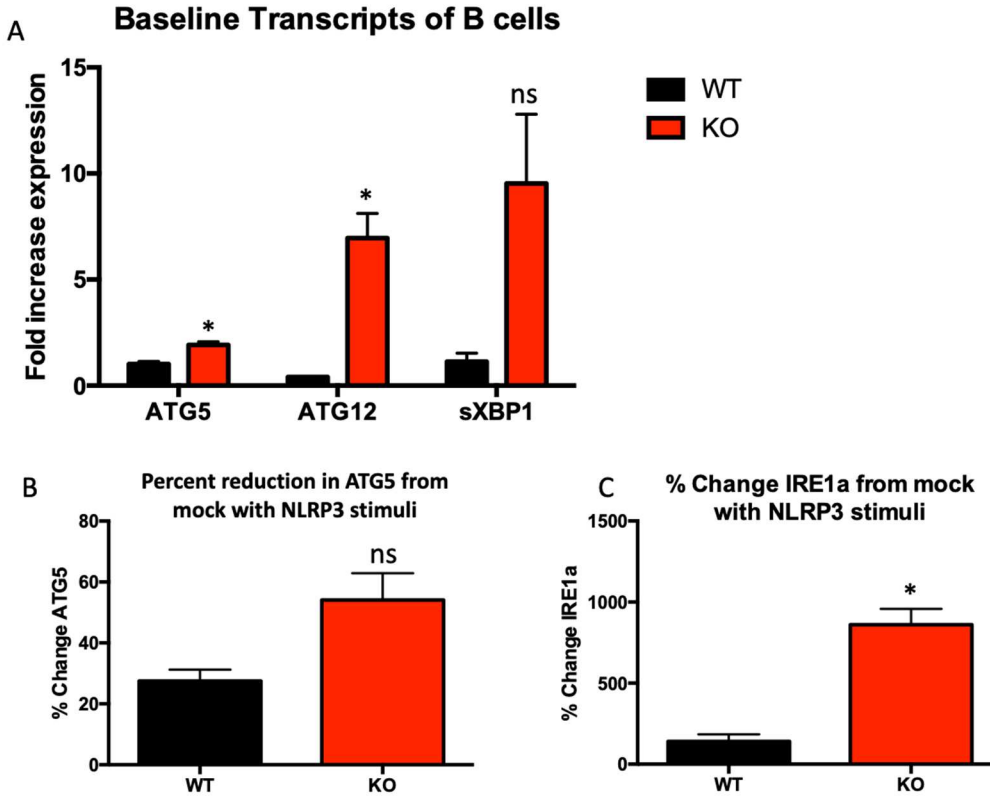 A
Baseline Transcripts of B cells
Fold increase expression
15
10
5
0
*
*
ns
ATG5
ATG12
sXBP1
WT
KO
B
Percent reduction in ATG5 from
mock with NLRP3 stimuli
% Change ATG5
80
60
40
20
0
ns
WT
KO
C
% Change IRE1a from mock
with NLRP3 stimuli
% Change IRE1a
1500
1000
500
0
*
WT
KO